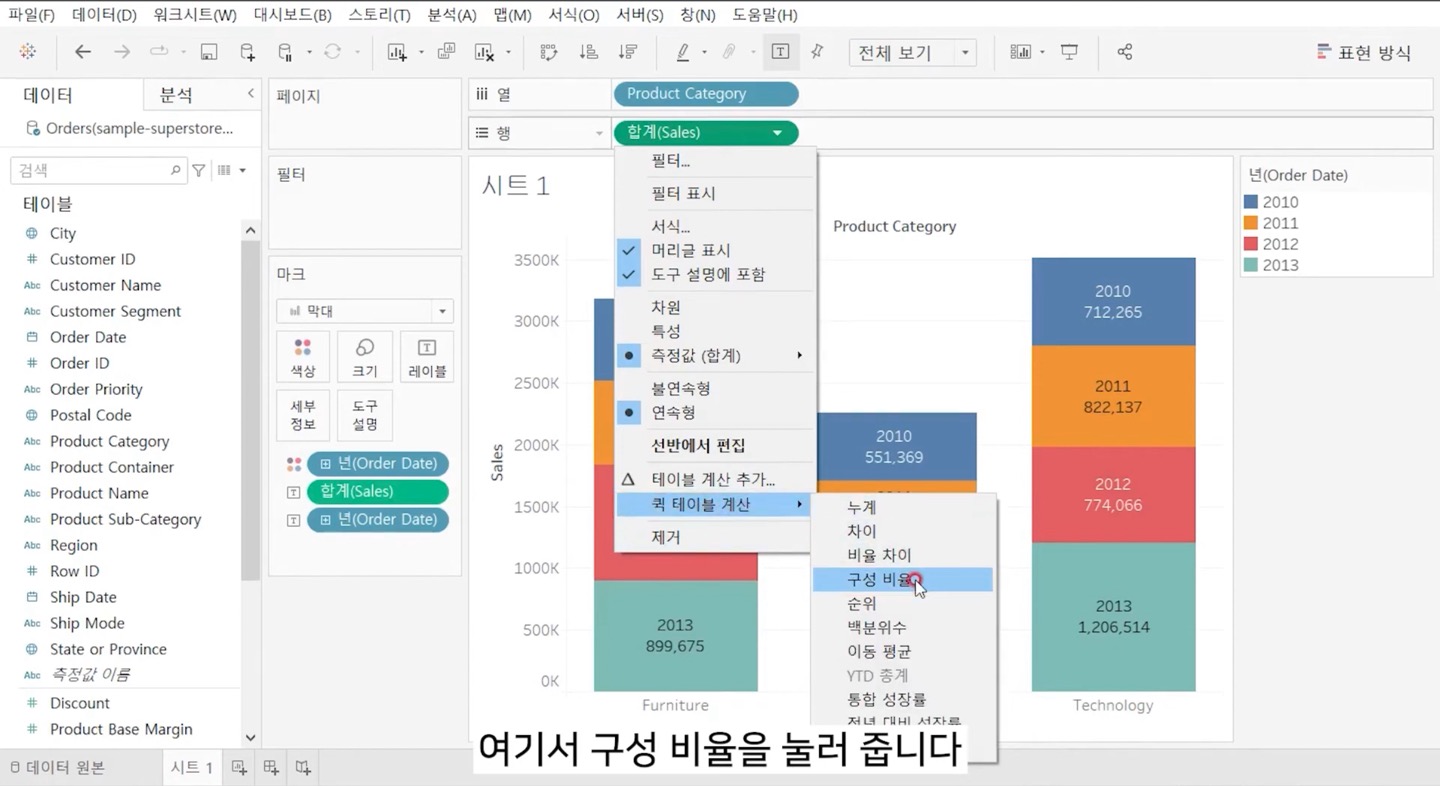 파일(F) 데이터(D) 워크시트(W) 대시보드(B) 스토리(T) 분석(A) 맵(M) 서식(O) 서버(S) 창(N) 도움말(H)
전체 보기
표현 방식
데이터 분석
Orders(sample-superstore...
검색
테이블
City
Customer ID
Abc Customer Name
Abc Customer Segment
Order Date
Order ID
Abc Order Priority
Postal Code
Abc Product Category
Abc Product Container
Abc Product Name
Abc Product Sub-Category
Abc Region
Row ID
Ship Date
Abc Ship Mode
State or Province
Abc 측정값 이름
Discount
Product Base Margin
페이지
필터
마크
막대
색상 크기 레이블
세부 정보
도구 설명
년(Order Date)
합계(Sales)
년(Order Date)
열 Product Category
행 합계(Sales)
시트 1
필터...
필터 표시
서식...
머리글 표시
도구 설명에 포함
차원
특성
측정값 (합계)
불연속형
연속형
선반에서 편집
테이블 계산 추가...
퀵 테이블 계산
제거
누계
차이
비율 차이
구성 비율
순위
백분위수
이동 평균
YTD 총계
통합 성장률
전년 대비 성장률
Product Category
Sales
3500K
3000K
2500K
2000K
1500K
1000K
500K
0K
2013
899,675
2010
551,369
2010
712,265
2011
822,137
2012
774,066
2013
1,206,514
Furniture
Technology
년(Order Date)
2010
2011
2012
2013
데이터 원본 시트 1
여기서 구성 비율을 눌러 줍니다